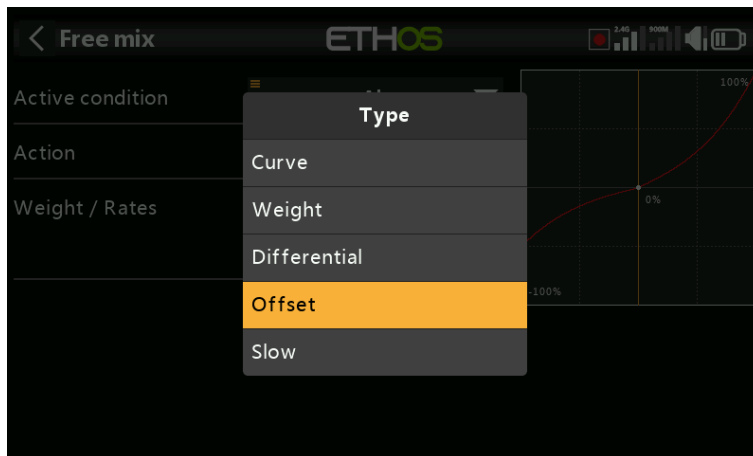 Free mix
ETHOS
2.4G
900M
Active condition
Action
Weight / Rates
Type
Curve
Weight
Differential
Offset
Slow
100%
0%
-100%